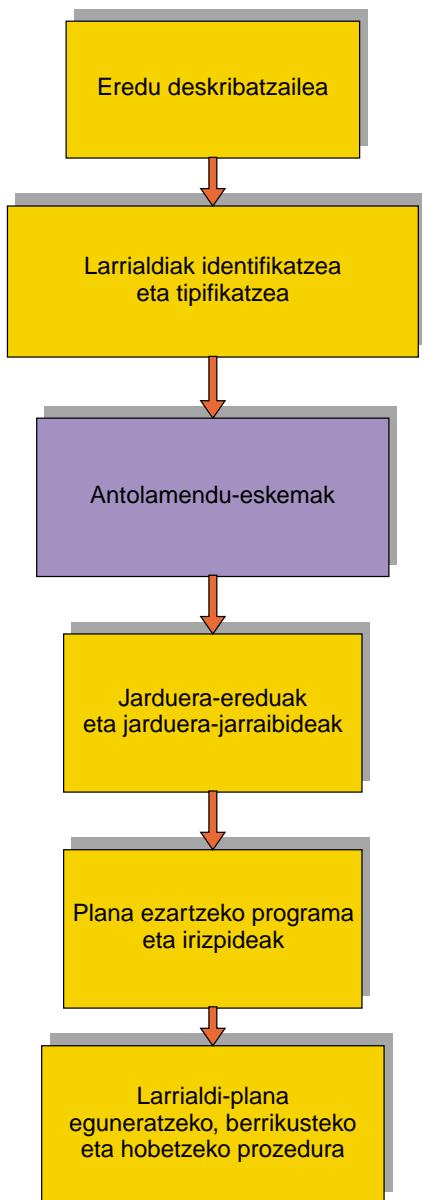 Eredu deskribatzailea
Larrialdiak identifikatzea
eta tipifikatzea
Antolamendu-eskemak
Jarduera-ereduak
eta jarduera-jarraibideak
Plana ezartzeko programa
eta irizpideak
Larrialdi-plana
eguneratzeko, berrikusteko
eta hobetzeko prozedura